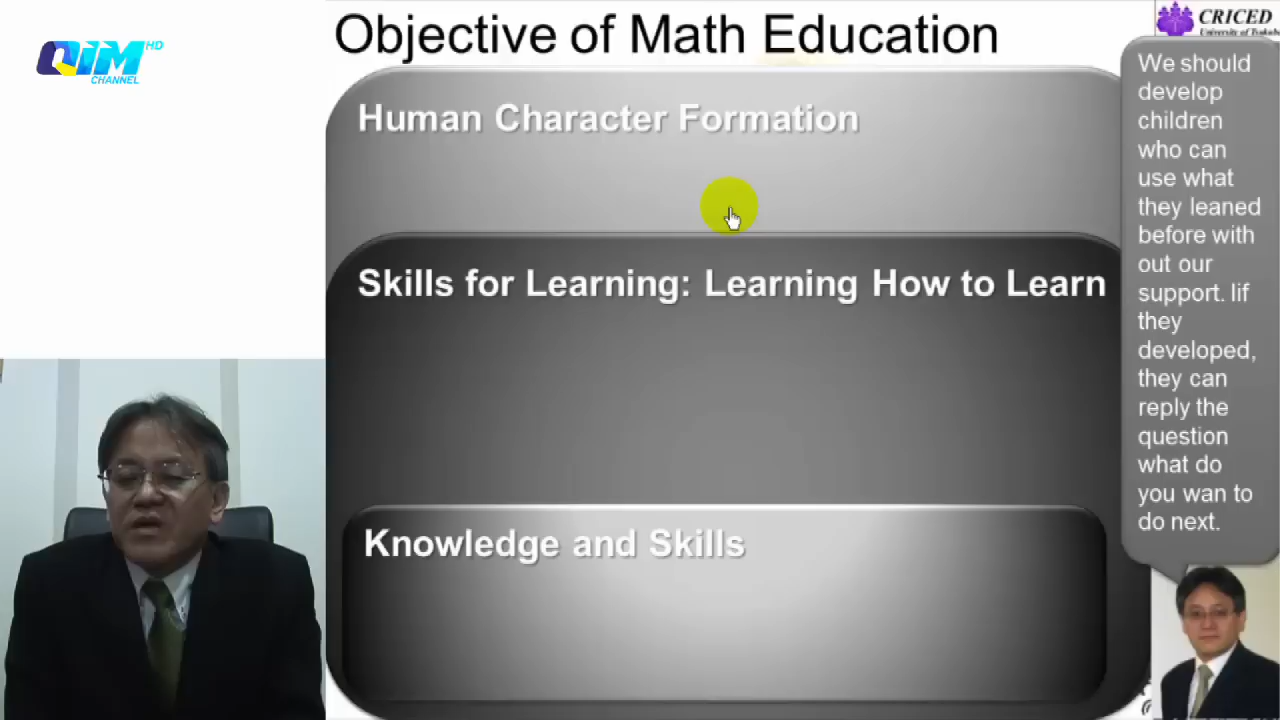 Objective of Math Education
QIM HD
CHANNEL
CRICED
University of
Human Character Formation
Skills for Learning: Learning How to Learn
Knowledge and Skills
We should
develop
children
who can
use what
they leaned
before with
out our
support. Iif
they
developed,
they can
reply the
question
what do
you wan to
do next.